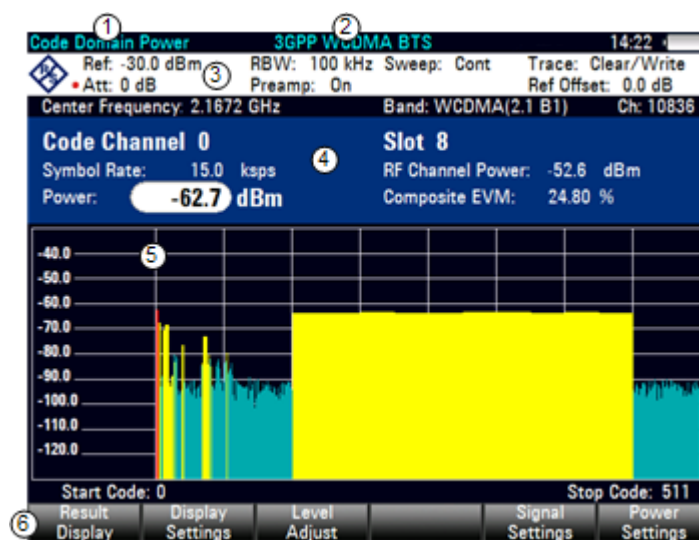 1 2
Code Domain Power 3GPP WCDMA BTS 14:22
Ref: -30.0 dBm 3 RBW: 100 kHz Sweep: Cont Trace: Clear/Write
Att: 0 dB Preamp: On Ref Offset: 0.0 dB
Center Frequency: 2.1672 GHz Band: WCDMA(2.1 B1) Ch: 10836
Code Channel 0 Slot 8
Symbol Rate: 15.0 ksps 4 RF Channel Power: -52.6 dBm
Power: -62.7 dBm Composite EVM: 24.80 %
-40.0
5
-50.0
-60.0
-70.0
-80.0
-90.0
-100.0
-110.0
-120.0
Start Code: 0 Stop Code: 511
6 Result Display Level Signal Power
Display Settings Adjust Settings Settings